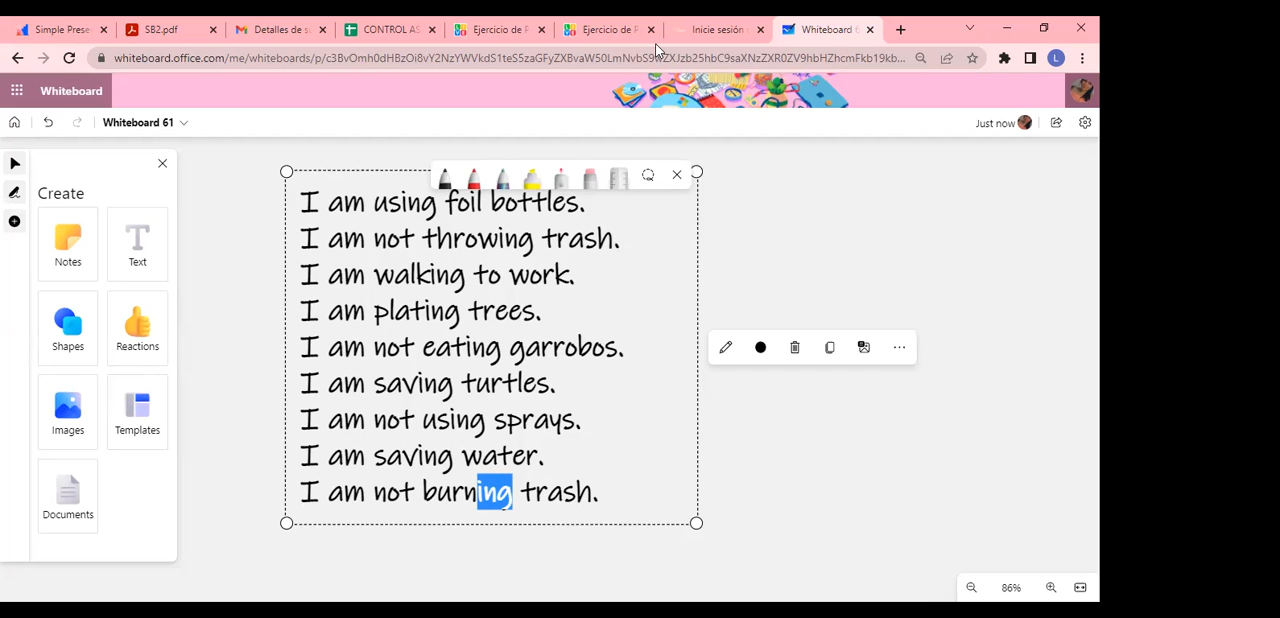 Simple Prese
SB2.pdf
Detalles de su
CONTROL AS
Ejercicio de P
Ejercicio de P
Inicie sesión
Whiteboard 6
Whiteboard
Whiteboard 61
Just now
Create
Notes
Text
Shapes
Reactions
Images
Templates
Documents
I am using foil bottles.
I am not throwing trash.
I am walking to work.
I am plating trees.
I am not eating garrobos.
I am saving turtles.
I am not using sprays.
I am saving water.
I am not burning trash.
86%